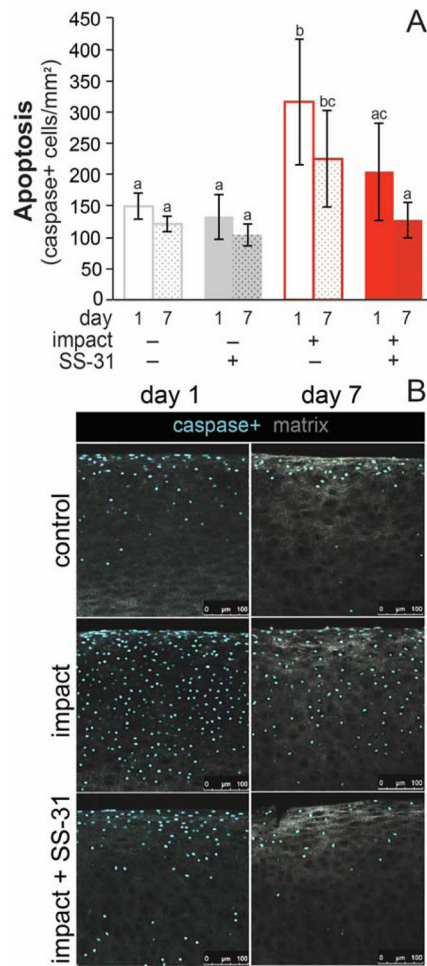 A
Apoptosis
(caspase+ cells/mm²)
450
400
350
300
250
200
150
100
50
0
a a a a b bc ac a
day 1 7 1 7 1 7 1 7
impact – – + +
SS-31 – + – +
B
day 1 day 7
caspase+ matrix
control
0 µm 100 0 µm 100
impact
0 µm 100 0 µm 100
impact + SS-31
0 µm 100 0 µm 100